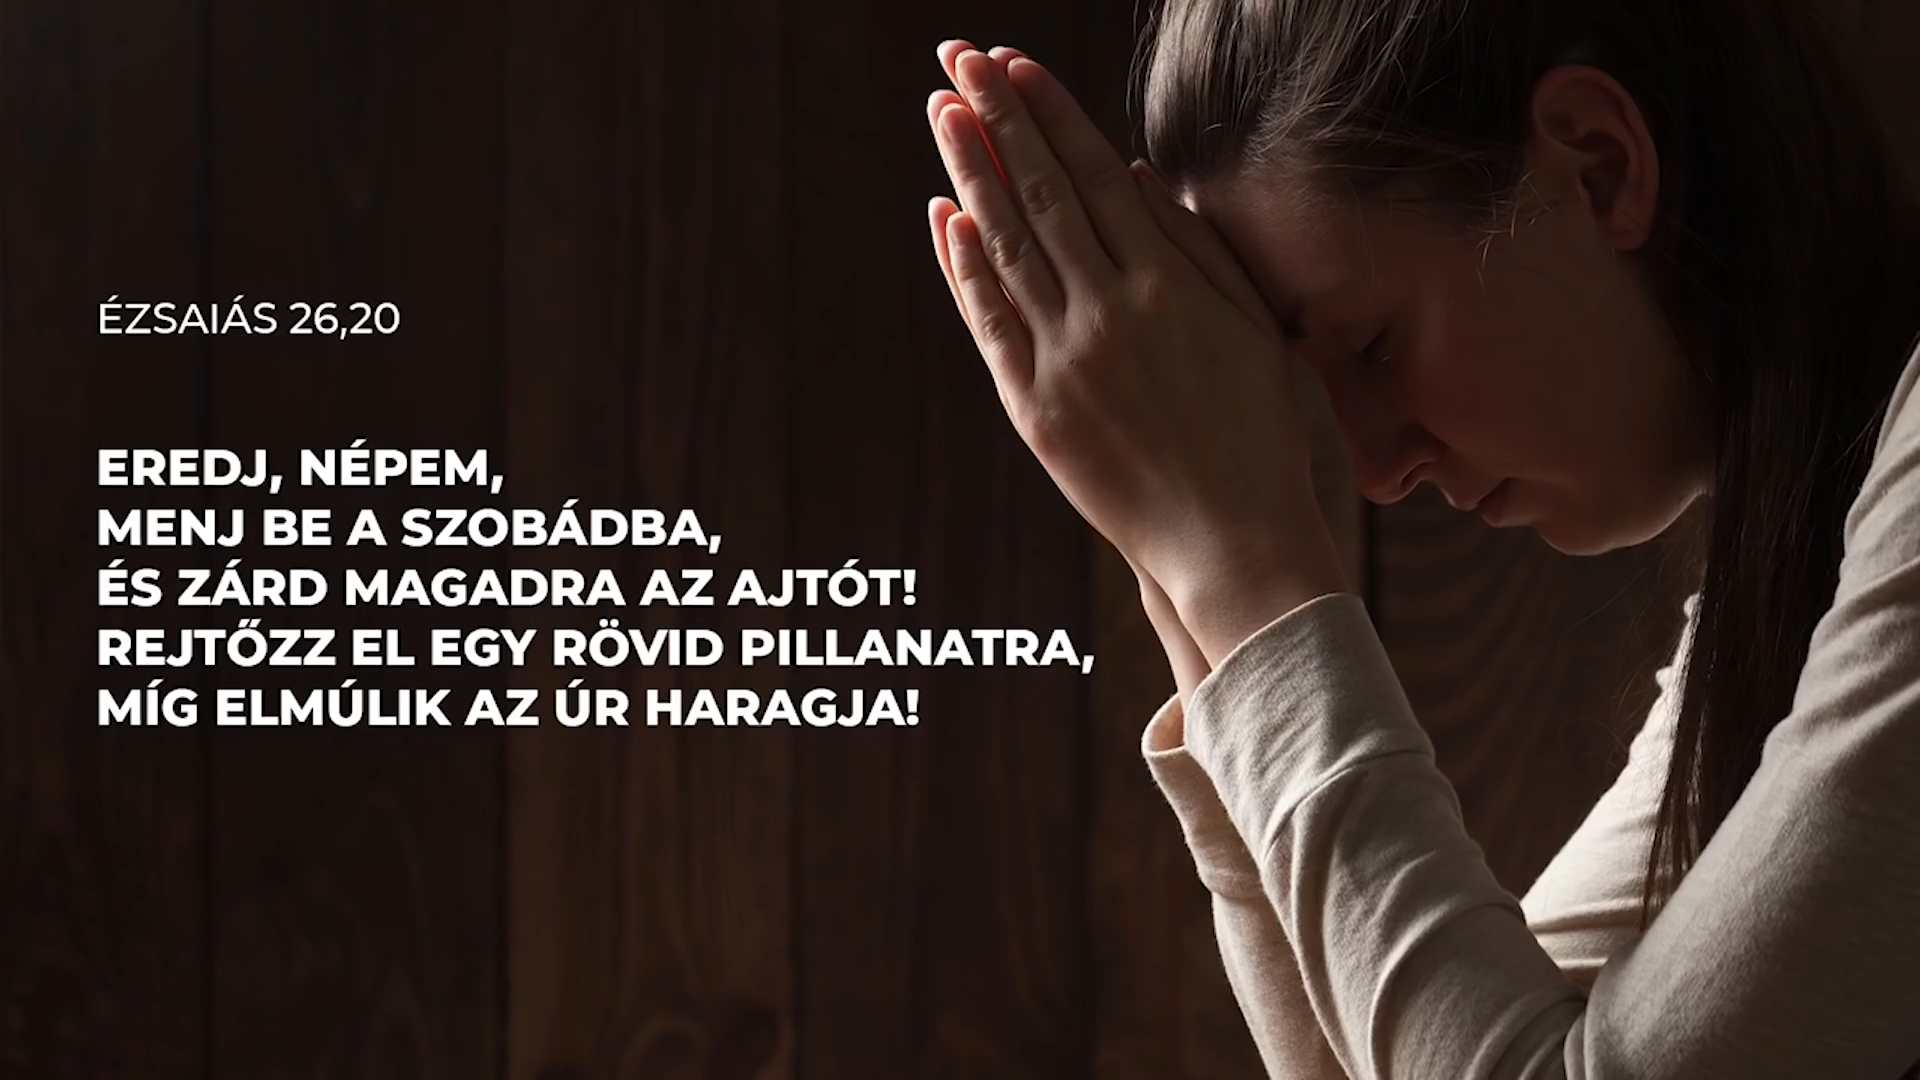 ÉZSAIÁS 26,20
EREDJ, NÉPEM,
MENJ BE A SZOBÁDBA,
ÉS ZÁRD MAGADRA AZ AJTÓT!
REJTŐZZ EL EGY RÖVID PILLANATRA,
MÍG ELMÚLIK AZ ÚR HARAGJA!